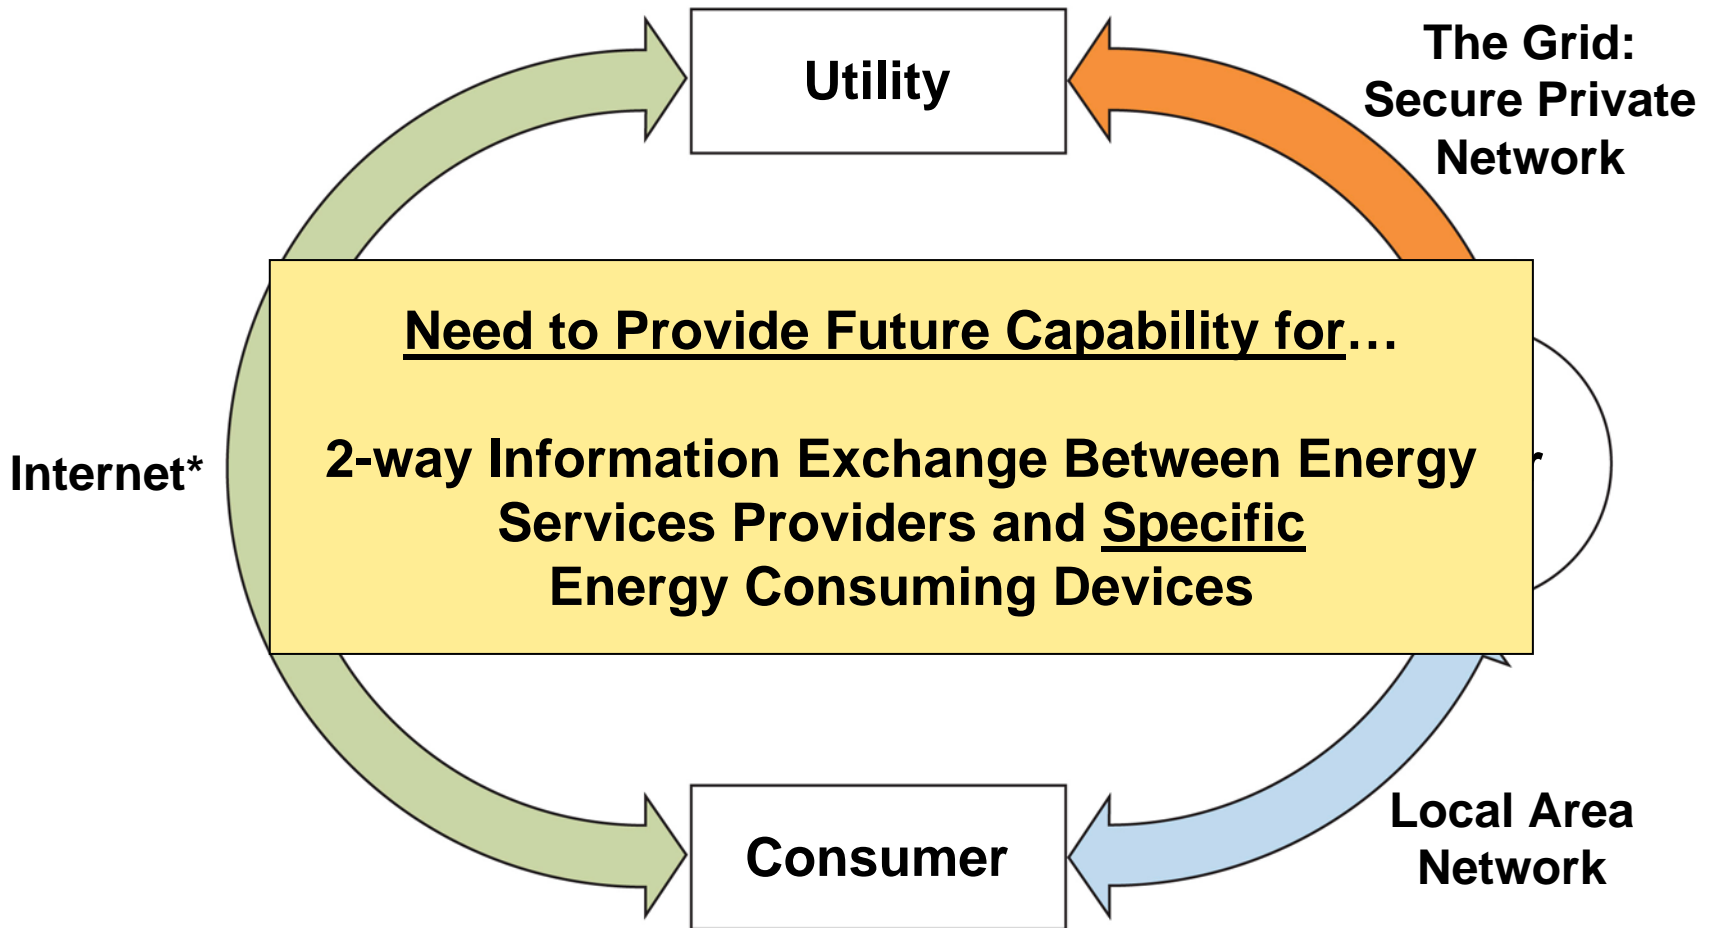 Utility
The Grid:
Secure Private
Network
Need to Provide Future Capability for…
2-way Information Exchange Between Energy
Services Providers and Specific
Energy Consuming Devices
Internet*
Local Area
Network
Consumer